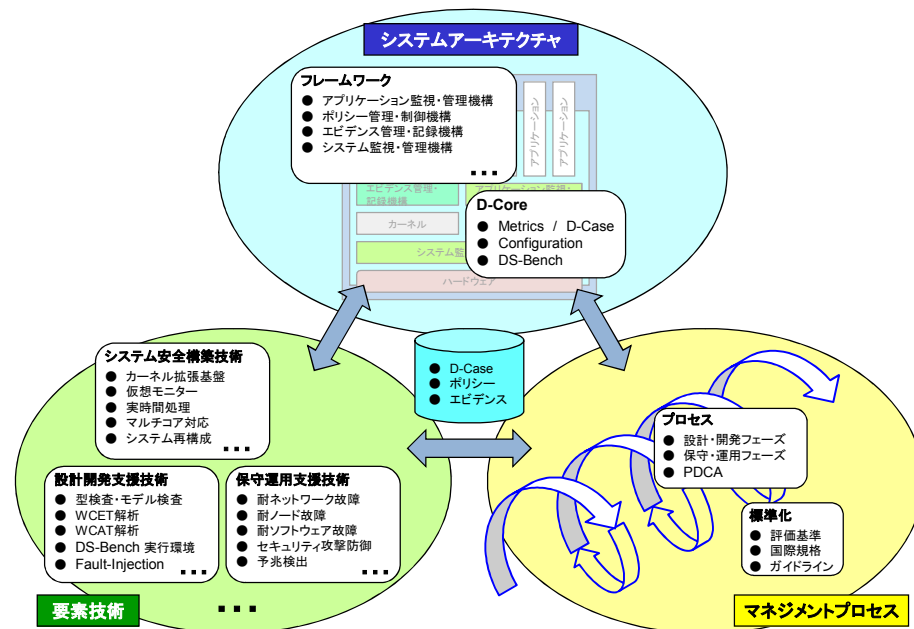 システムアーキテクチャ
フレームワーク
● アプリケーション監視・管理機構
● ポリシー管理・制御機構
● エビデンス管理・記録機構
● システム監視・管理機構
■ ■ ■
アプリケーション
アプリケーション
エビデンス管理・
記録機構
アプリケーション監視・
カーネル
システム監
ハードウェア
D-Core
● Metrics / D-Case
● Configuration
● DS-Bench
● D-Case
● ポリシー
● エビデンス
システム安全構築技術
● カーネル拡張基盤
● 仮想モニター
● 実時間処理
● マルチコア対応
● システム再構成
■ ■ ■
設計開発支援技術
● 型検査・モデル検査
● WCET解析
● WCAT解析
● DS-Bench 実行環境
● Fault-Injection
■ ■ ■
保守運用支援技術
● 耐ネットワーク故障
● 耐ノード故障
● 耐ソフトウェア故障
● セキュリティ攻撃防御
● 予兆検出
■ ■ ■
要素技術
■ ■ ■
プロセス
● 設計・開発フェーズ
● 保守・運用フェーズ
● PDCA
標準化
● 評価基準
● 国際規格
● ガイドライン
マネジメントプロセス